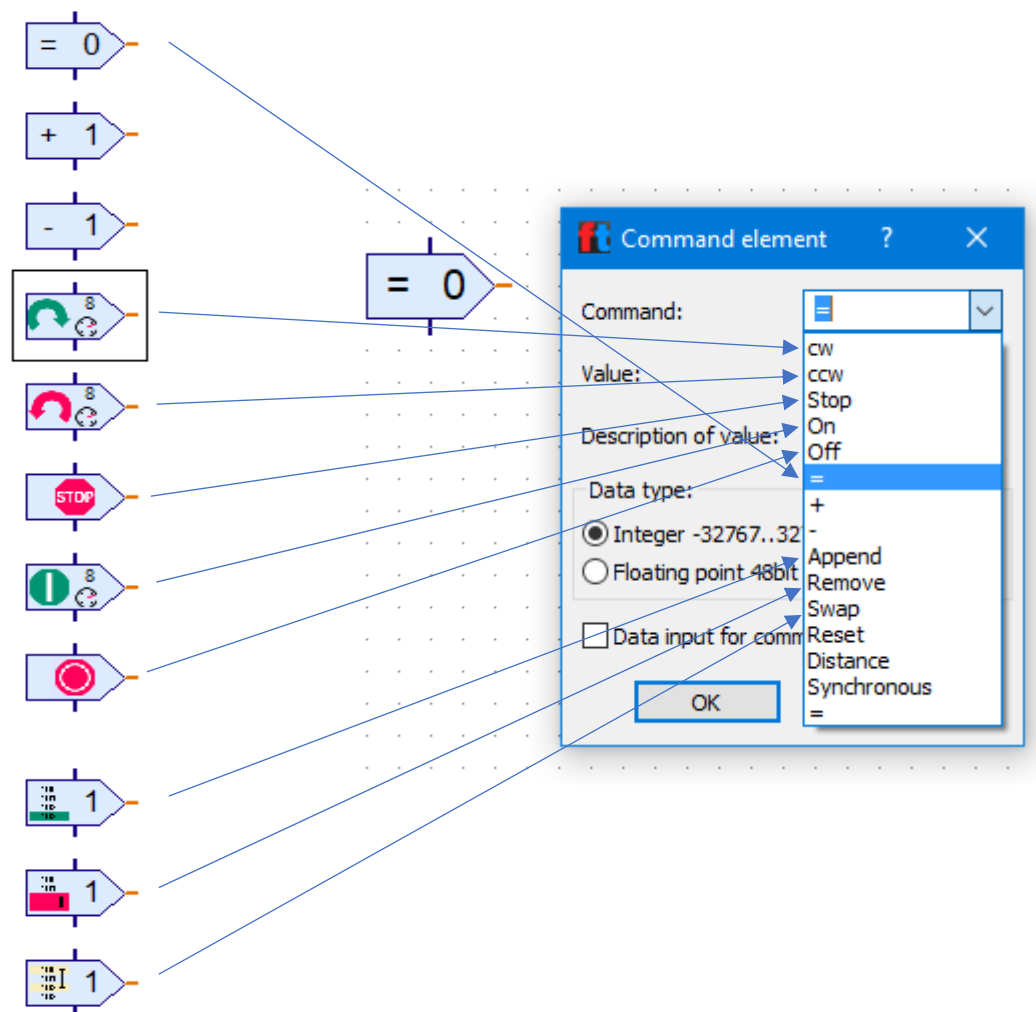 = 0
+ 1
- 1
8
8
STOP
8
1
1
1
= 0
ft Command element ? ×
Command: =
Value:
Description of value:
Data type:
Integer -32767..32
Floating point 48bit
Data input for comm
OK
cw
ccw
Stop
On
Off
=
+
-
Append
Remove
Swap
Reset
Distance
Synchronous
=